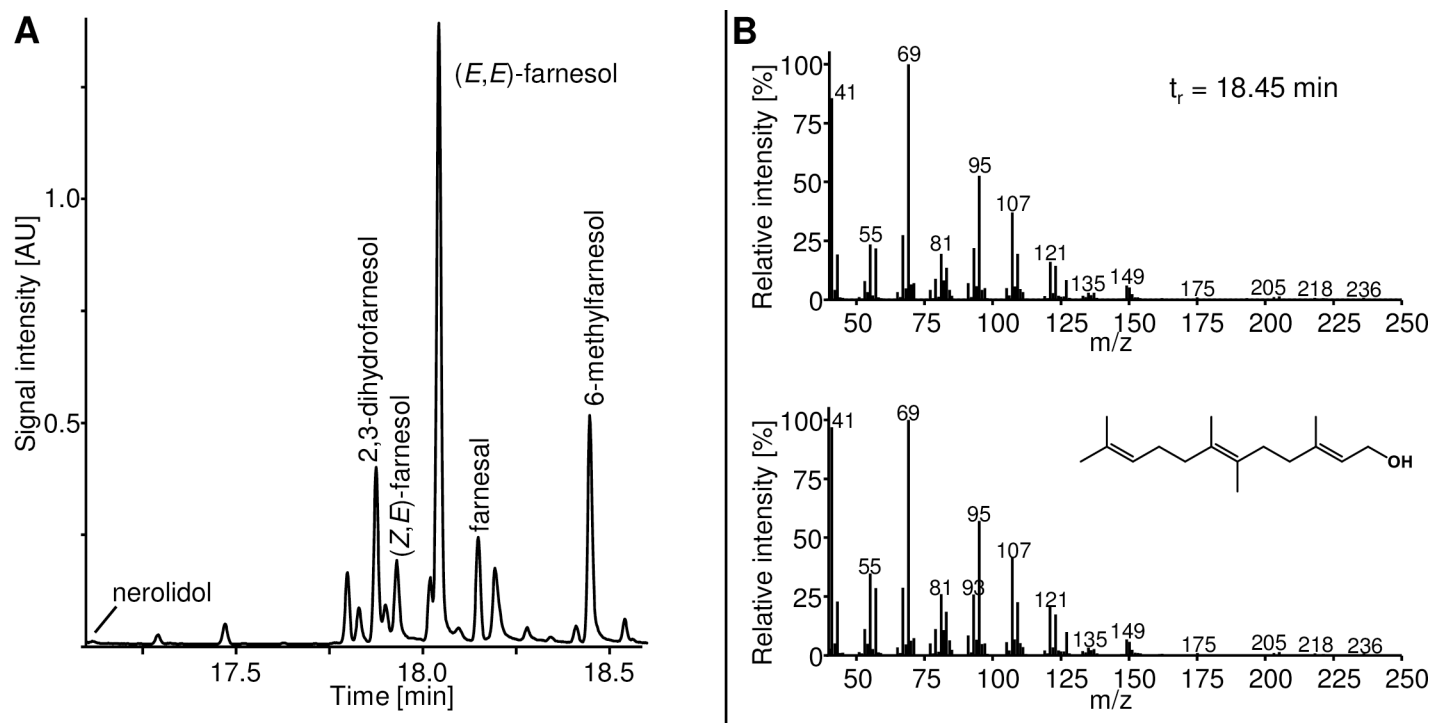 A
(E,E)-farnesol
2,3-dihydrofarnesol
(Z,E)-farnesol
farnesal
6-methylfarnesol
nerolidol
Signal intensity [AU]
1.0
0.5
17.5 18.0 18.5
Time [min]
B
tr = 18.45 min
Relative intensity [%]
100
75
50
25
0
41
55
69
81
95
107
121
135
149
175
205
218
236
50 75 100 125 150 175 200 225 250
m/z
Relative intensity [%]
100
75
50
25
0
41
55
69
81
93
95
107
121
135
149
175
205
218
236
OH
50 75 100 125 150 175 200 225 250
m/z